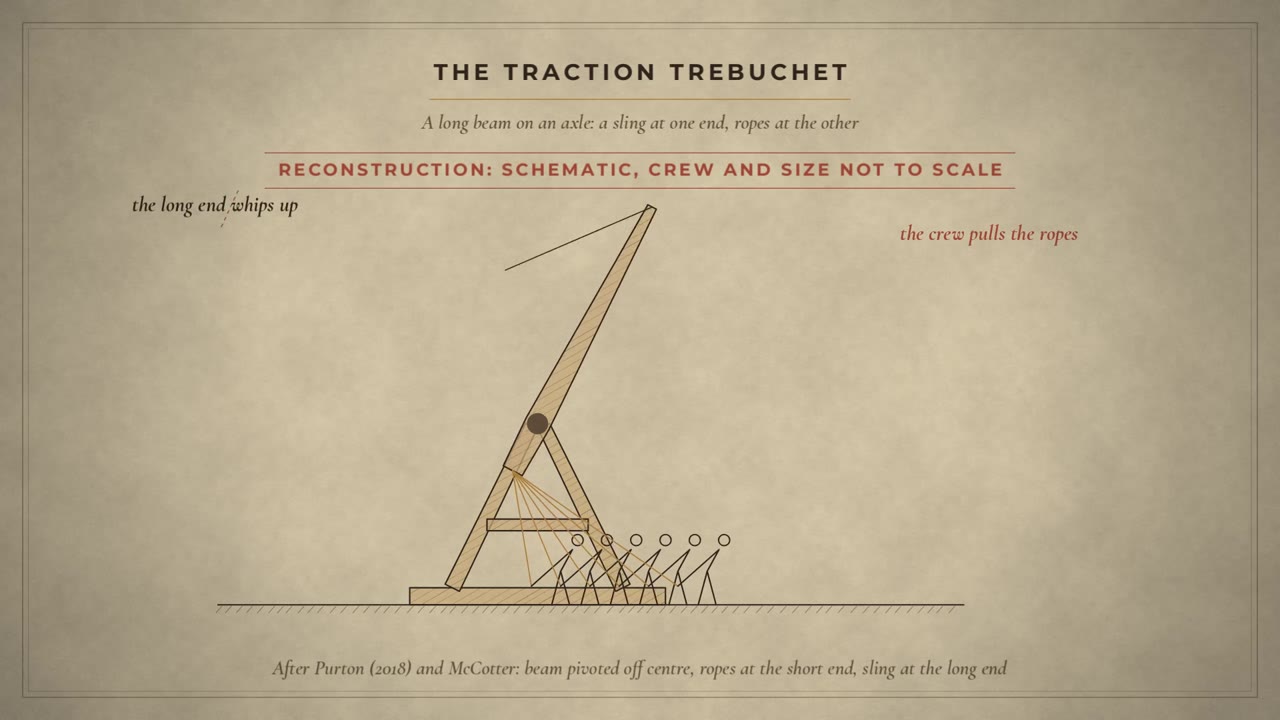 THE TRACTION TREBUCHET
A long beam on an axle: a sling at one end, ropes at the other
RECONSTRUCTION: SCHEMATIC, CREW AND SIZE NOT TO SCALE
the long end whips up
the crew pulls the ropes
After Purton (2018) and McCotter: beam pivoted off centre, ropes at the short end, sling at the long end